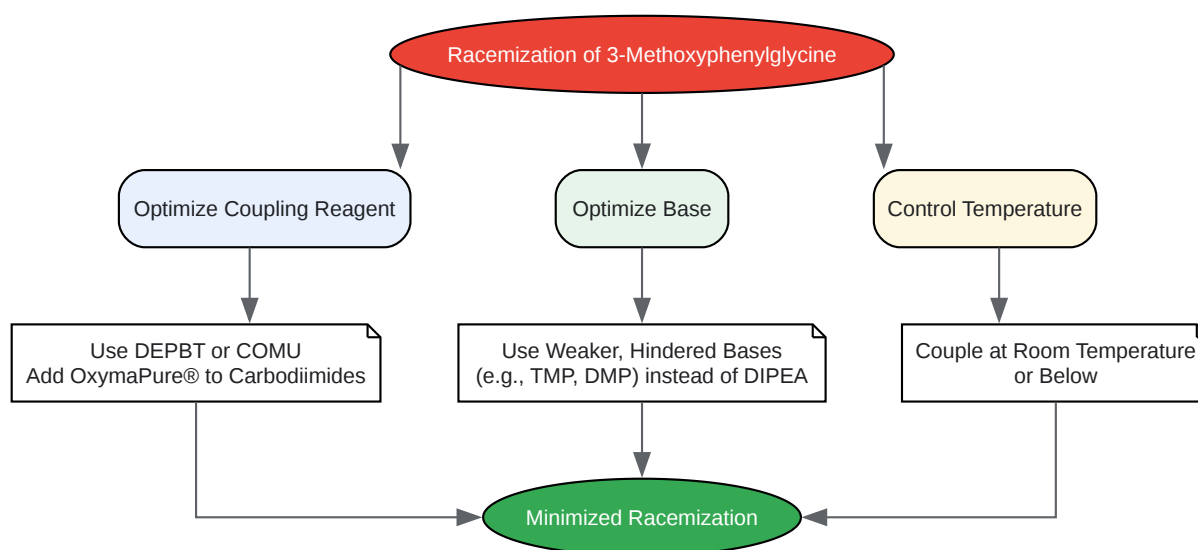 Racemization of 3-Methoxyphenylglycine
Optimize Coupling Reagent
Optimize Base
Control Temperature
Use DEPBT or COMU
Add OxymaPure® to Carbodiimides
Use Weaker, Hindered Bases
(e.g., TMP, DMP) instead of DIPEA
Couple at Room Temperature
or Below
Minimized Racemization